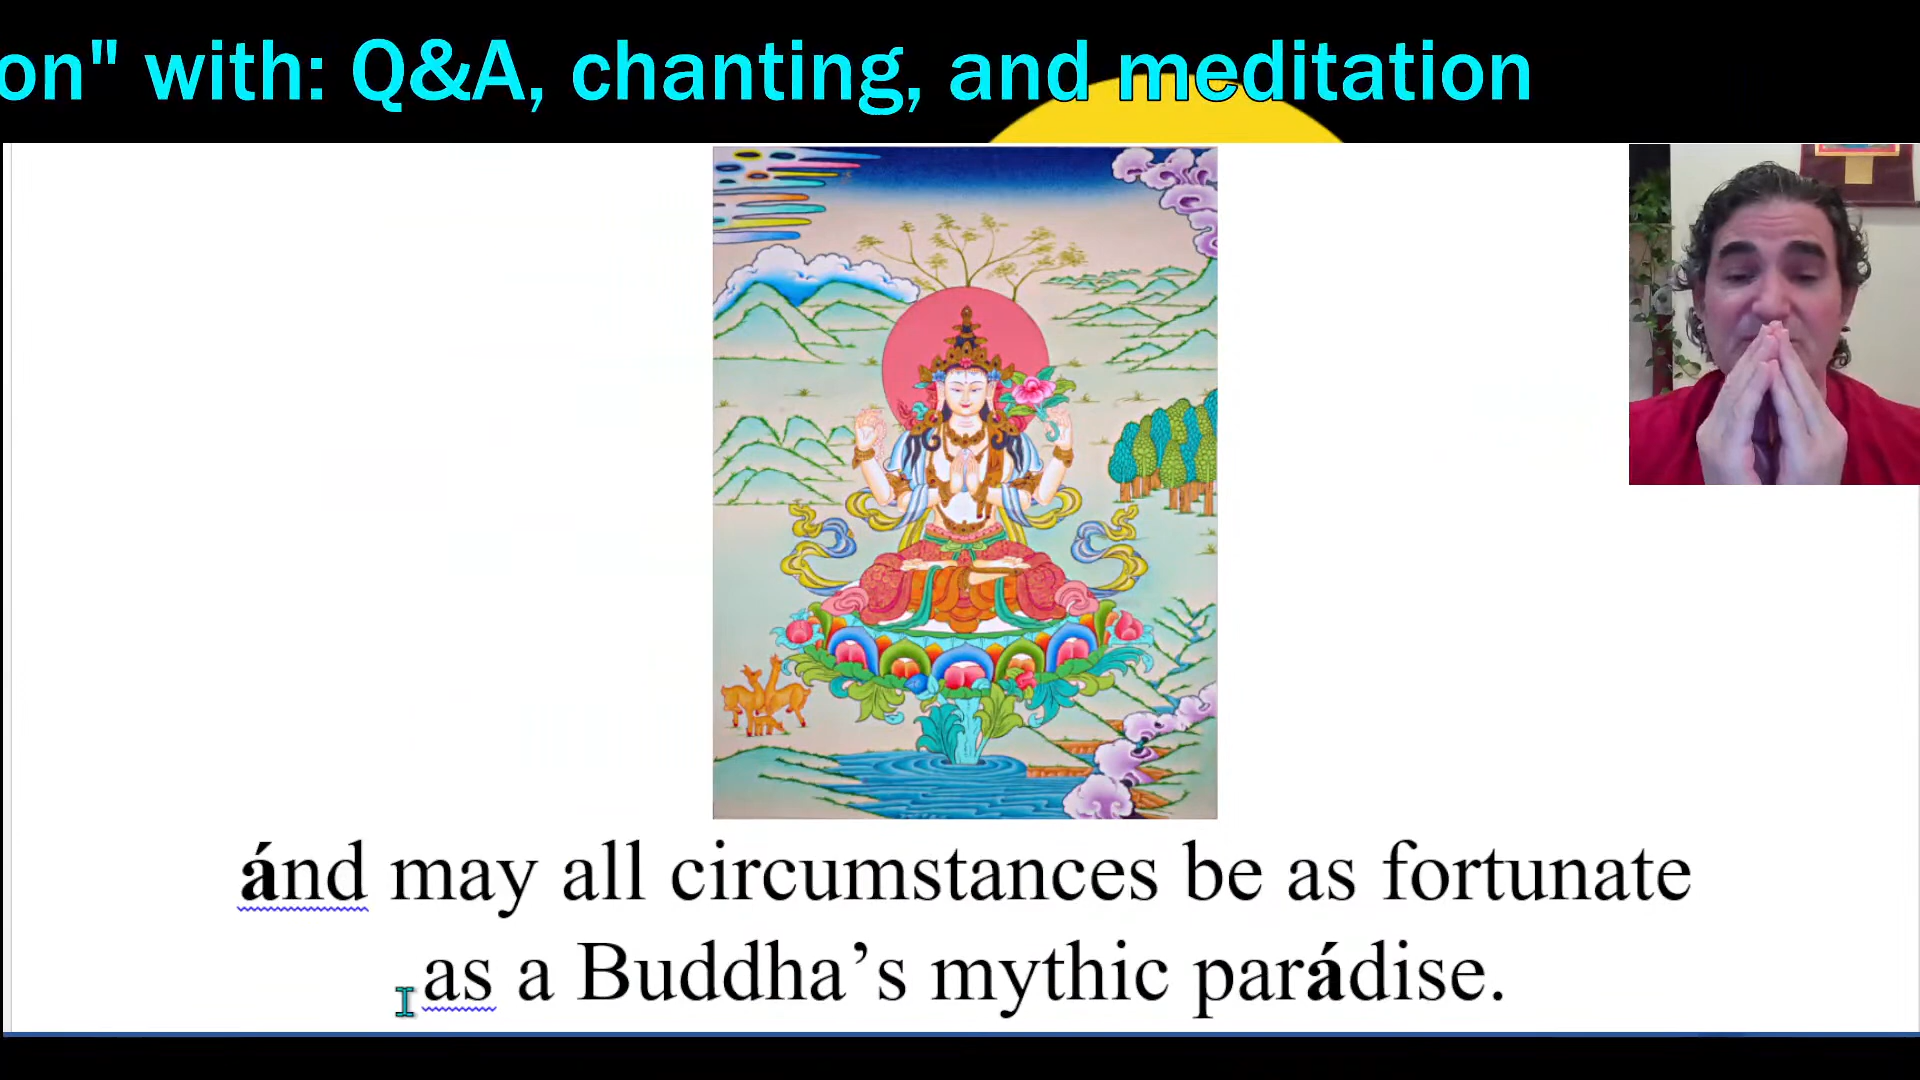 on" with: Q&A, chanting, and meditation
ánd may all circumstances be as fortunate
as a Buddha’s mythic parádise.